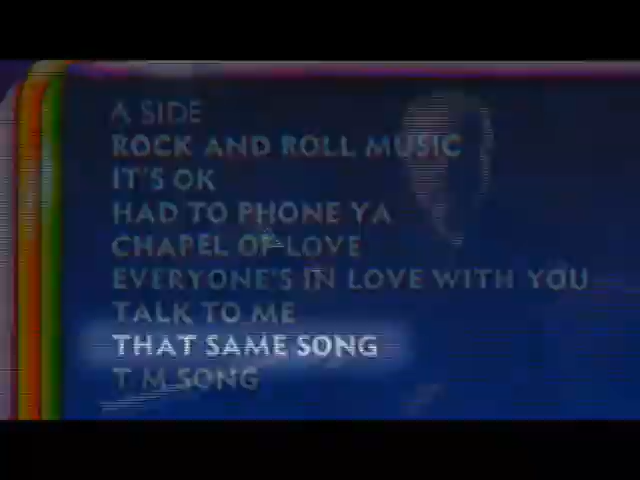 A SIDE
ROCK AND ROLL MUSIC
IT'S OK
HAD TO PHONE YA
CHAPEL OF LOVE
EVERYONE'S IN LOVE WITH YOU
TALK TO ME
THAT SAME SONG
T M SONG